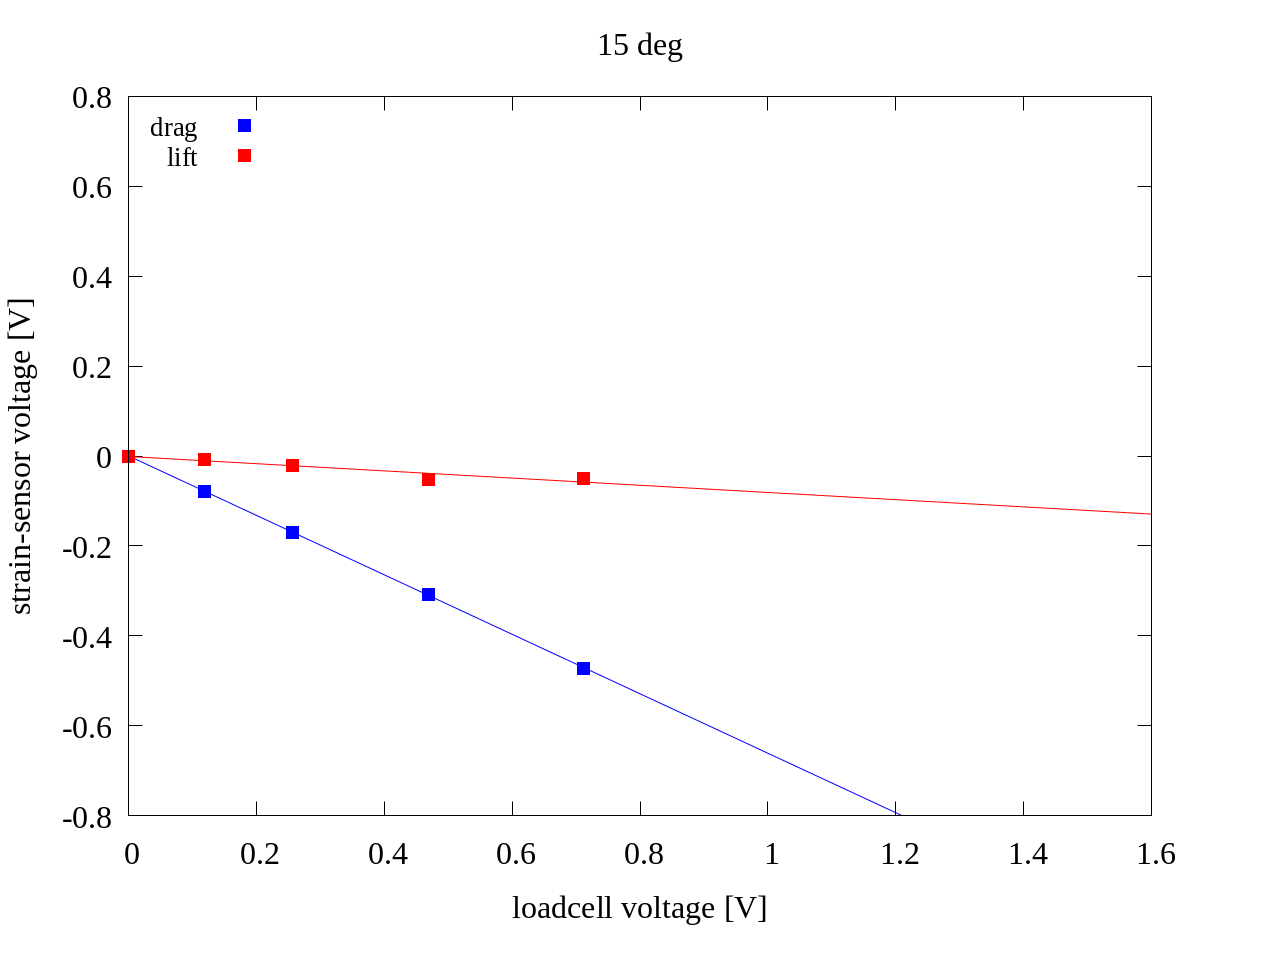 15 deg
drag
lift
0.8
0.6
0.4
0.2
0
-0.2
-0.4
-0.6
-0.8
strain-sensor voltage [V]
0 0.2 0.4 0.6 0.8 1 1.2 1.4 1.6
loadcell voltage [V]